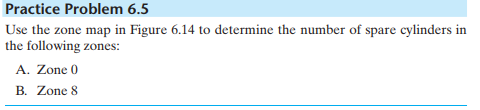 Practice Problem 6.5
Use the zone map in Figure 6.14 to determine the number of spare cylinders in
the following zones:
A. Zone 0
B. Zone 8